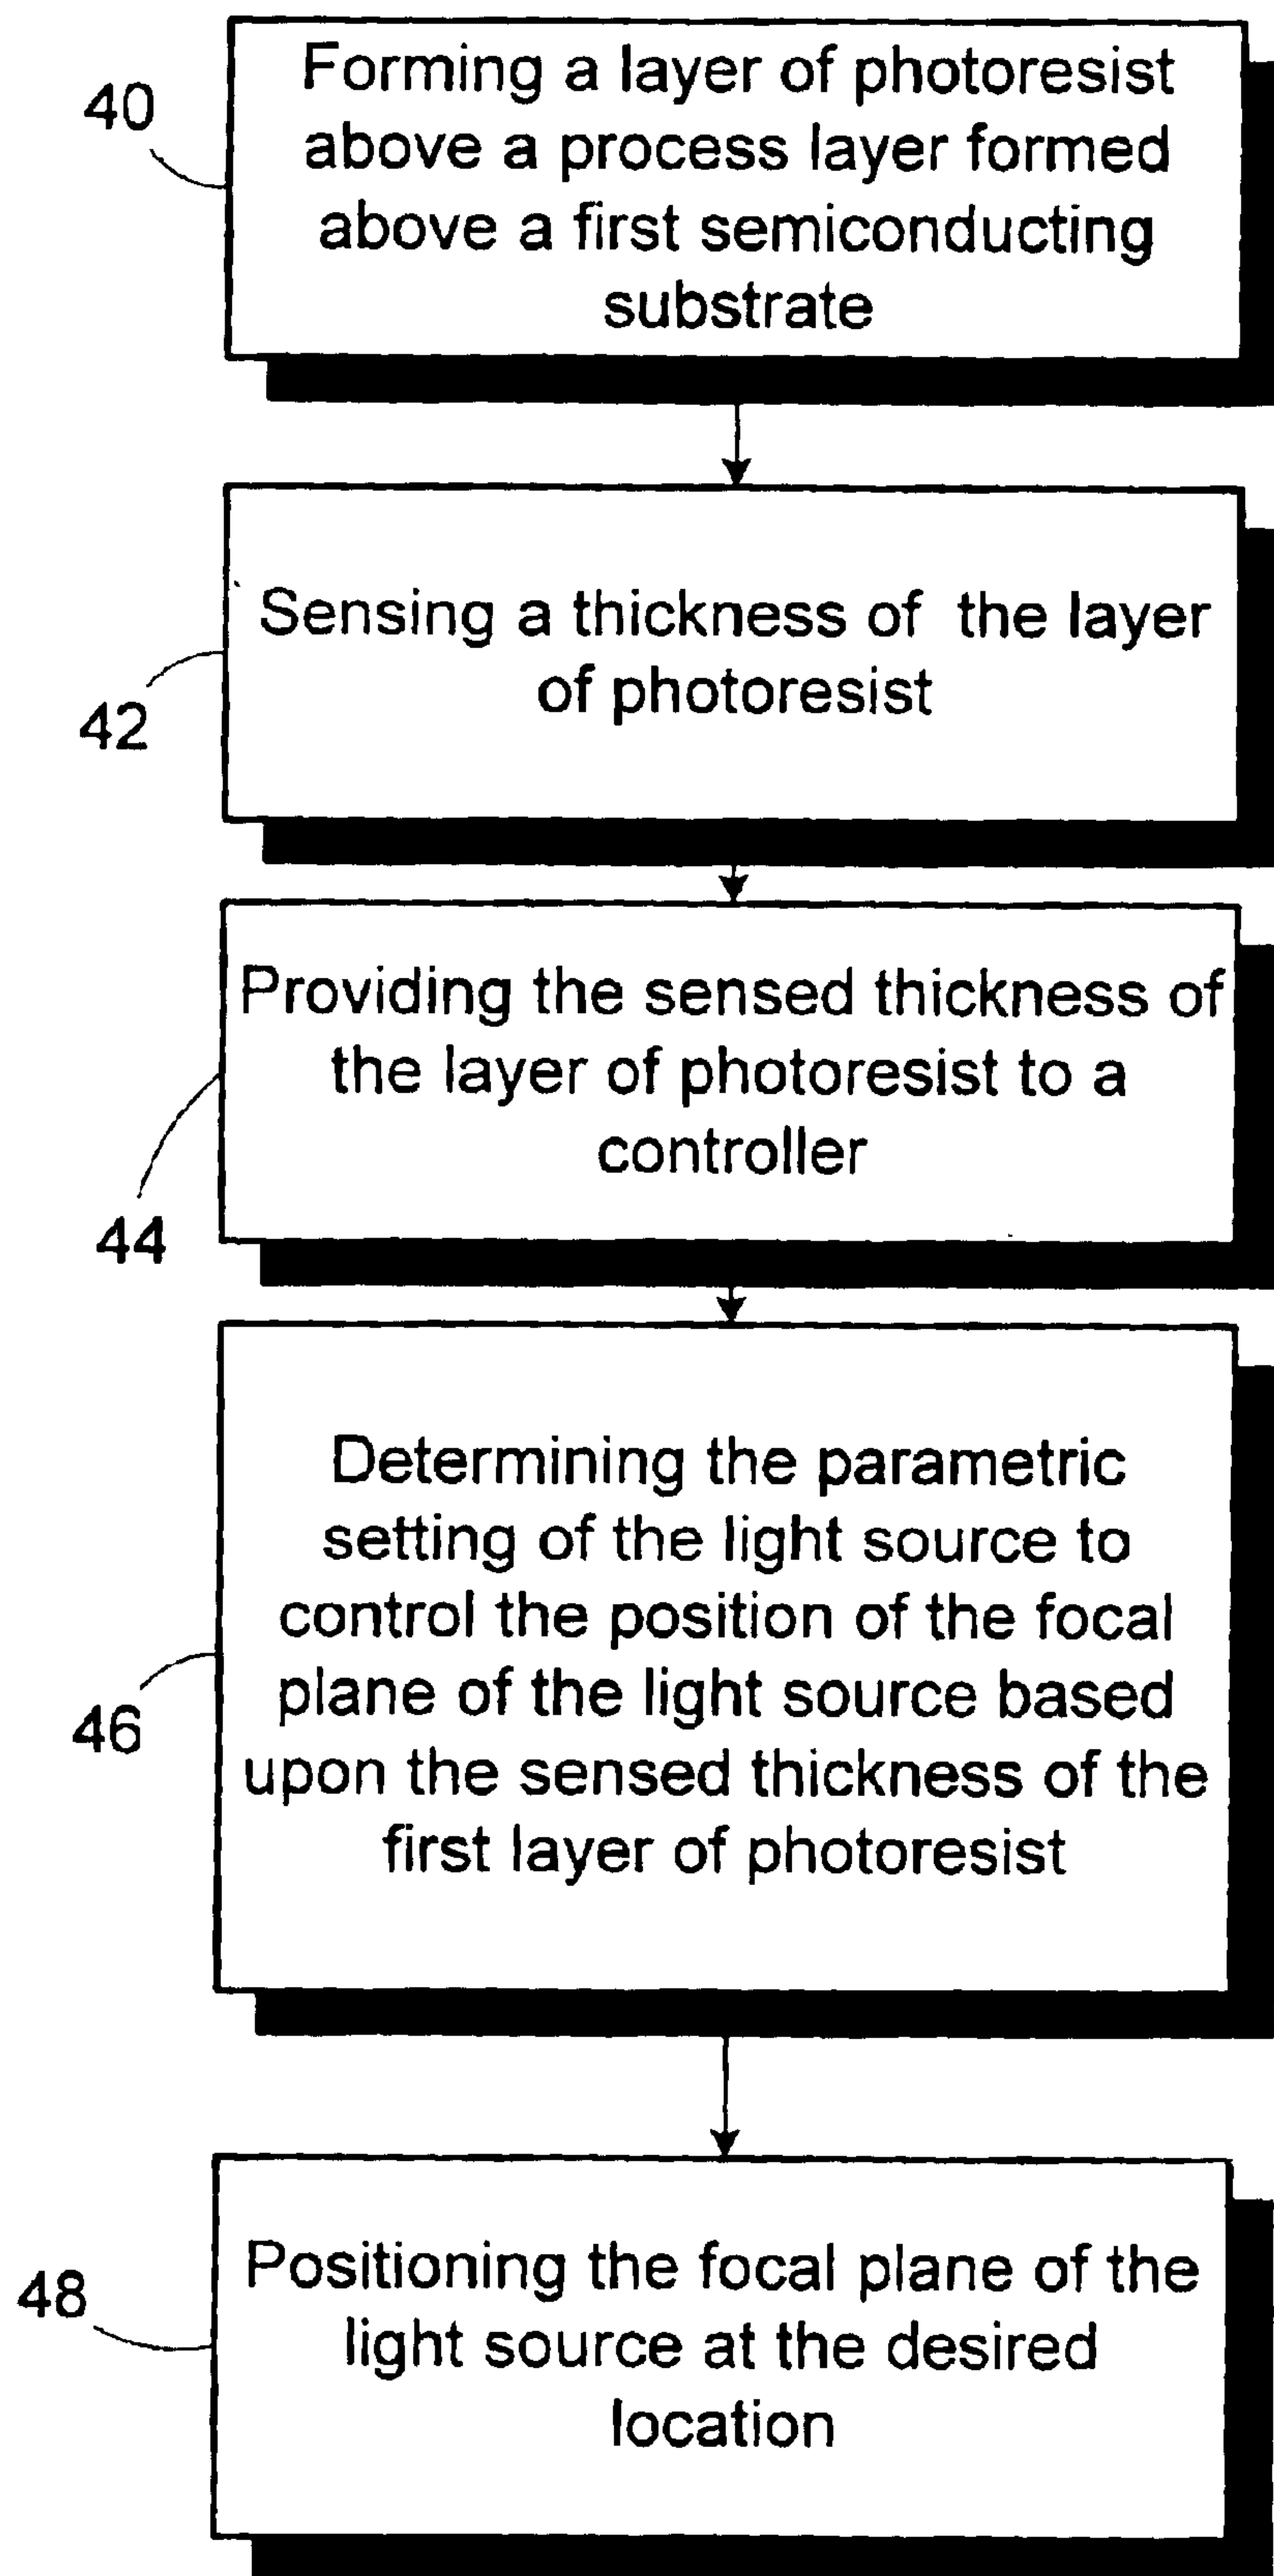 40
Forming a layer of photoresist
above a process layer formed
above a first semiconducting
substrate
42
Sensing a thickness of the layer
of photoresist
44
Providing the sensed thickness of
the layer of photoresist to a
controller
46
Determining the parametric
setting of the light source to
control the position of the focal
plane of the light source based
upon the sensed thickness of the
first layer of photoresist
48
Positioning the focal plane of the
light source at the desired
location